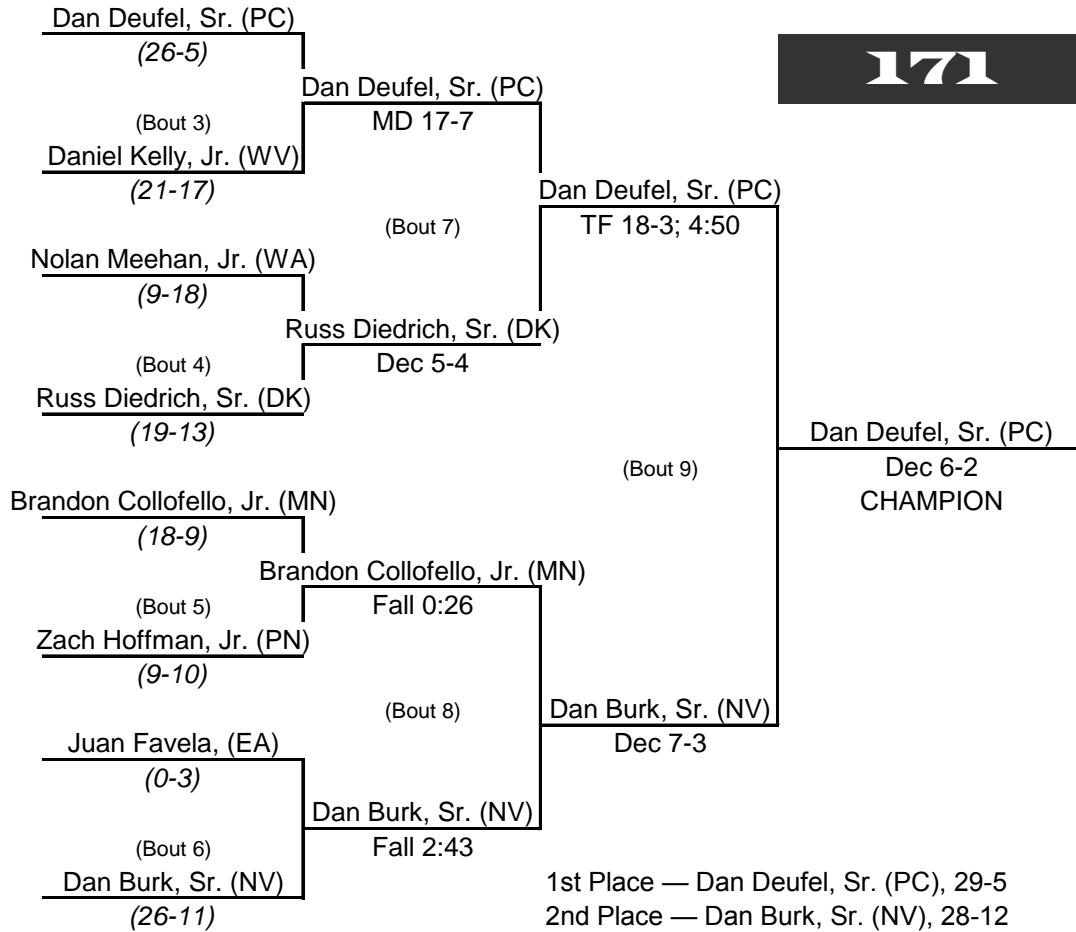 Dan Deufel, Sr. (PC)
(26-5)
171
Dan Deufel, Sr. (PC)
(Bout 3)
MD 17-7
Daniel Kelly, Jr. (WV)
(21-17)
Dan Deufel, Sr. (PC)
(Bout 7)
TF 18-3; 4:50
Nolan Meehan, Jr. (WA)
(9-18)
Russ Diedrich, Sr. (DK)
(Bout 4)
Dec 5-4
Russ Diedrich, Sr. (DK)
(19-13)
Dan Deufel, Sr. (PC)
(Bout 9)
Dec 6-2
CHAMPION
Brandon Collofello, Jr. (MN)
(18-9)
Brandon Collofello, Jr. (MN)
(Bout 5)
Fall 0:26
Zach Hoffman, Jr. (PN)
(9-10)
(Bout 8)
Dan Burk, Sr. (NV)
Dec 7-3
Juan Favela, (EA)
(0-3)
Dan Burk, Sr. (NV)
(Bout 6)
Fall 2:43
Dan Burk, Sr. (NV)
(26-11)
1st Place — Dan Deufel, Sr. (PC), 29-5
2nd Place — Dan Burk, Sr. (NV), 28-12